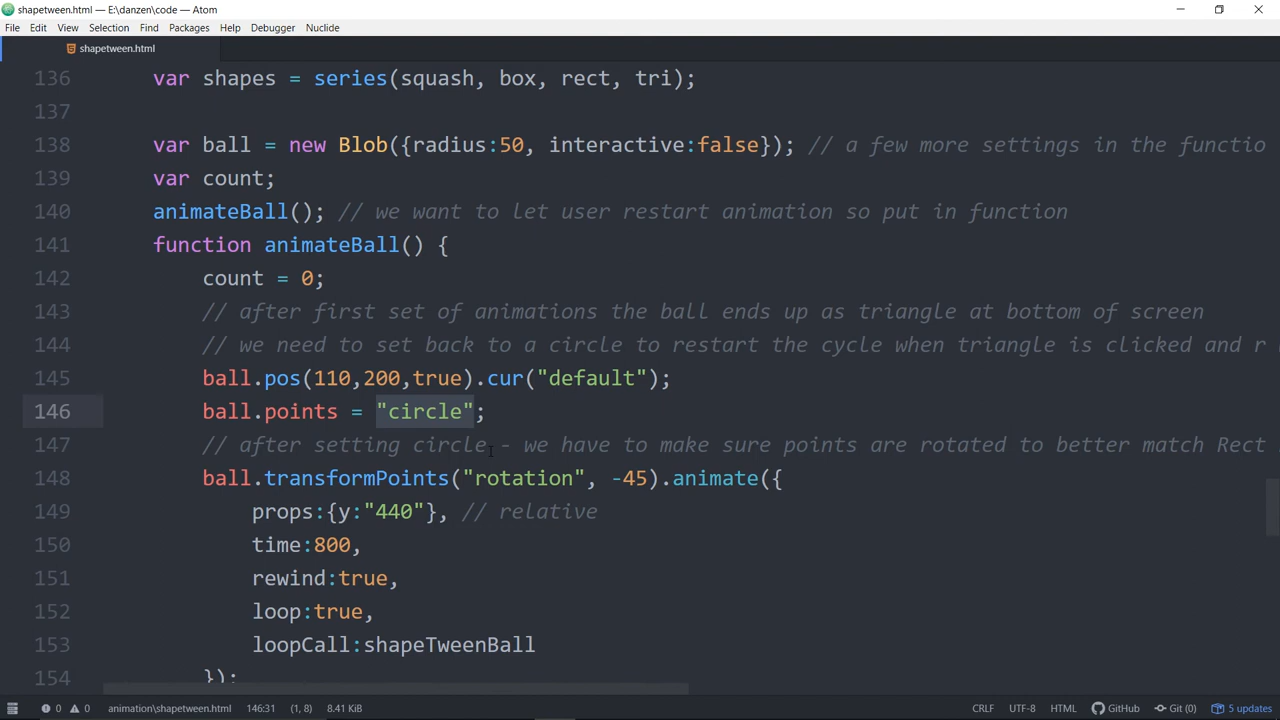 shapetween.html — E:\danzen\code — Atom
File Edit View Selection Find Packages Help Debugger Nuclide
shapetween.html
136 var shapes = series(squash, box, rect, tri);
137
138 var ball = new Blob({radius:50, interactive:false}); // a few more settings in the functio
139 var count;
140 animateBall(); // we want to let user restart animation so put in function
141 function animateBall() {
142 count = 0;
143 // after first set of animations the ball ends up as triangle at bottom of screen
144 // we need to set back to a circle to restart the cycle when triangle is clicked and r
145 ball.pos(110,200,true).cur("default");
146 ball.points = "circle";
147 // after setting circle - we have to make sure points are rotated to better match Rect
148 ball.transformPoints("rotation", -45).animate({
149 props:{y:"440"}, // relative
150 time:800,
151 rewind:true,
152 loop:true,
153 loopCall:shapeTweenBall
154 });
0 0 animation\shapetween.html 146:31 (1, 8) 8.41 KiB CRLF UTF-8 HTML GitHub Git (0) 5 updates